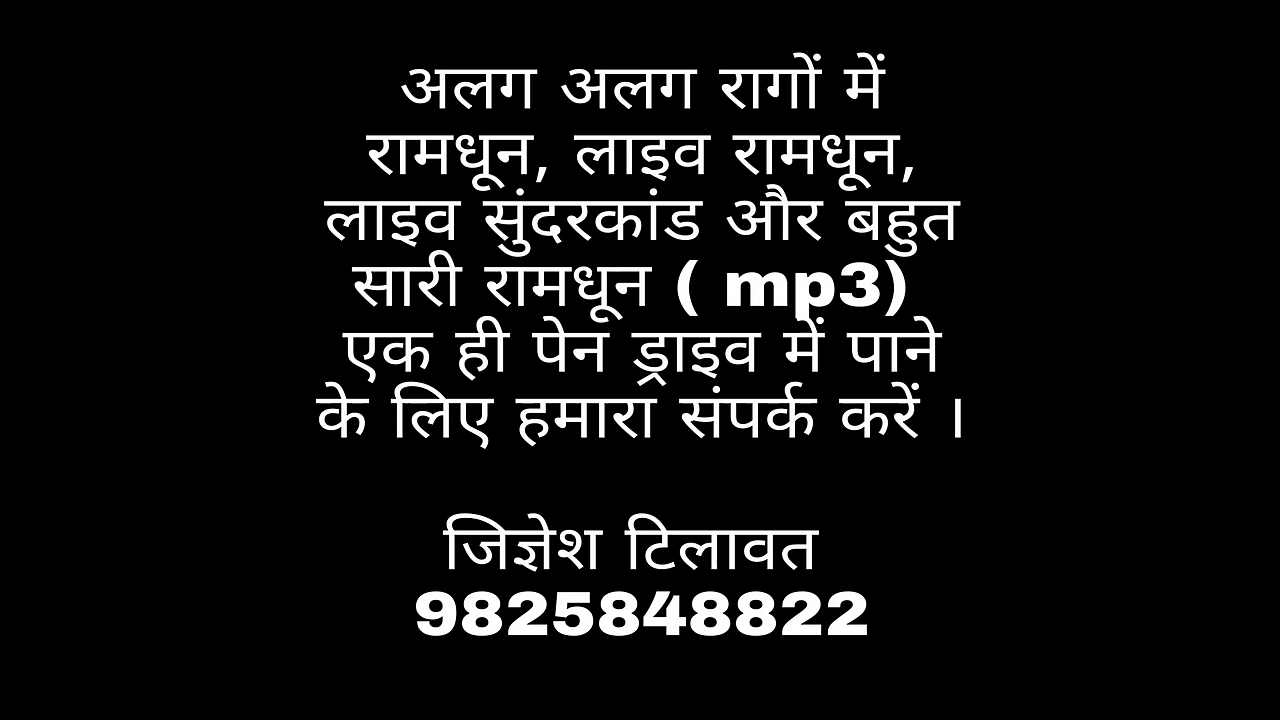 अलग अलग रागों में
रामधून, लाइव रामधून,
लाइव सुंदरकांड और बहुत
सारी रामधून ( mp3)
एक ही पेन ड्राइव में पाने
के लिए हमारा संपर्क करें ।
जिज्ञेश टिलावत
9825848822